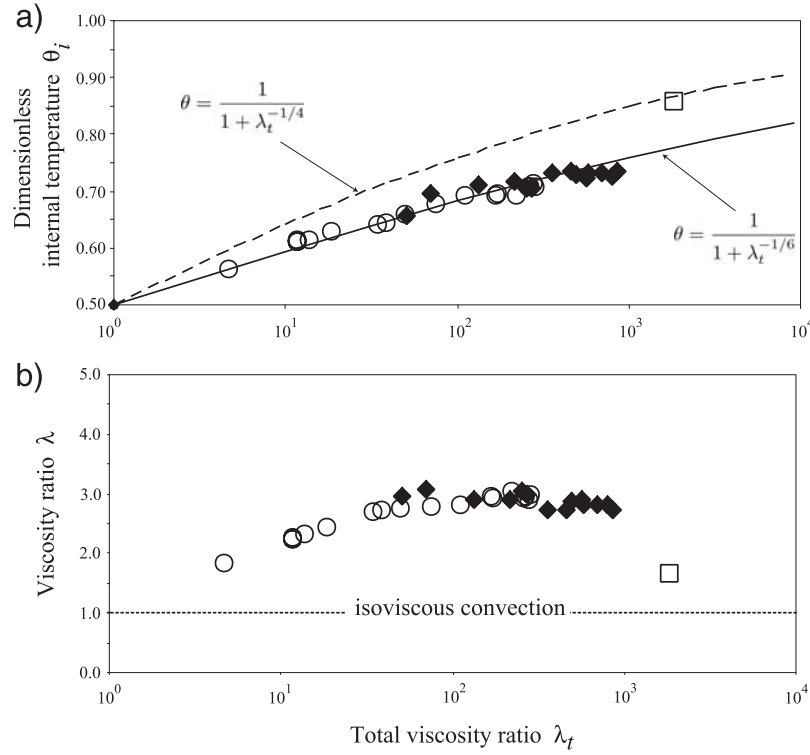 a)
1.00
0.90
0.80
0.70
0.60
0.50
Dimensionless
internal temperature θi
θ = 1 / (1 + λt^−1/4)
θ = 1 / (1 + λt^−1/6)
10^0 10^1 10^2 10^3 10^4
b)
5.0
4.0
3.0
2.0
1.0
0.0
Viscosity ratio λ
isoviscous convection
10^0 10^1 10^2 10^3 10^4
Total viscosity ratio λt